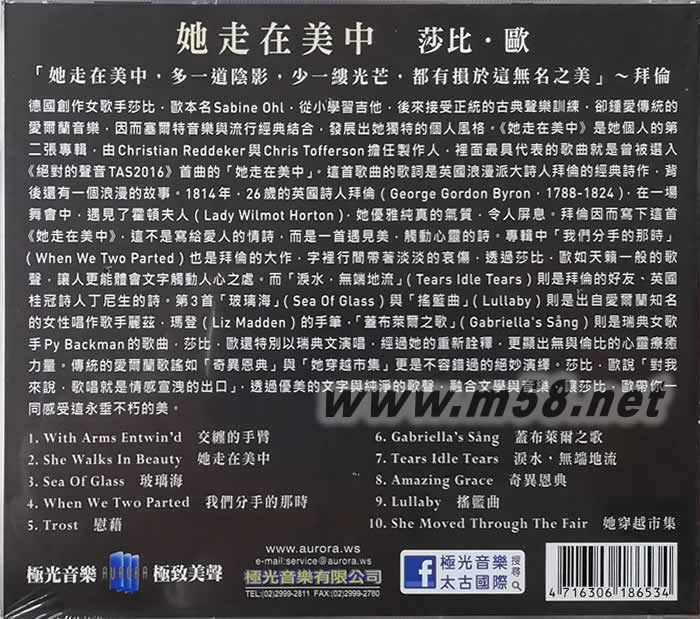 她走在美中　莎比・歐
「她走在美中，多一道陰影，少一縷光芒，都有損於這無名之美」～拜倫
德國創作女歌手莎比．歐本名Sabine Ohl，從小學習吉他，後來接受正統的古典聲樂訓練，卻鍾愛傳統的
愛爾蘭音樂，因而塞爾特音樂與流行經典結合，發展出她獨特的個人風格。《她走在美中》是她個人的第
二張專輯，由Christian Reddeker與Chris Tofferson擔任製作人，裡面最具代表的歌曲就是曾被選入
《絕對的聲音TAS2016》首曲的「她走在美中」。這首歌曲的歌詞是英國浪漫派大詩人拜倫的經典詩作，背
後還有一個浪漫的故事。1814年，26歲的英國詩人拜倫（George Gordon Byron，1788-1824），在一場
舞會中，遇見了霍頓夫人（Lady Wilmot Horton），她優雅純真的氣質，令人屏息。拜倫因而寫下這首
《她走在美中》，這不是寫給愛人的情詩，而是一首遇見美，觸動心靈的詩。專輯中「我們分手的那時」
(When We Two Parted）也是拜倫的大作，字裡行間帶著淡淡的哀傷，透過莎比．歐如天籟一般的歌
聲，讓人更能體會文字觸動人心之處。而「淚水，無端地流」(Tears Idle Tears）則是拜倫的好友、英國
桂冠詩人丁尼生的詩。第3首「玻璃海」(Sea Of Glass）與「搖籃曲」(Lullaby）則是出自愛爾蘭知名
的女性唱作歌手麗茲．瑪登（Liz Madden）的手筆，「蓋布萊爾之歌」(Gabriella's Sång）則是瑞典女歌
手Py Backman的歌曲，莎比．歐還特別以瑞典文演唱，經過她的重新詮釋，更顯出無與倫比的心靈療癒
力量。傳統的愛爾蘭歌謠如「奇異恩典」與「她穿越市集」更是不容錯過的絕妙演繹。莎比．歐說「對我
來說，歌唱就是情感宣洩的出口」，透過優美的文字與純淨的歌聲，融合文學與音樂，讓莎比．歐帶你一
同感受這永垂不朽的美。
www.m58.net
1. With Arms Entwin'd　交纏的手臂
2. She Walks In Beauty　她走在美中
3. Sea Of Glass　玻璃海
4. When We Two Parted　我們分手的那時
5. Trost　慰藉
6. Gabriella's Sång　蓋布萊爾之歌
7. Tears Idle Tears　淚水，無端地流
8. Amazing Grace　奇異恩典
9. Lullaby　搖籃曲
10. She Moved Through The Fair　她穿越市集
極光音樂 AURORA 極致美聲
www.aurora.ws
e-mail:service@aurora.ws
極光音樂有限公司
TEL:(02)2999-2811 FAX:(02)2999-2760
f 極光音樂 搜尋
太古國際
4 716306 186534